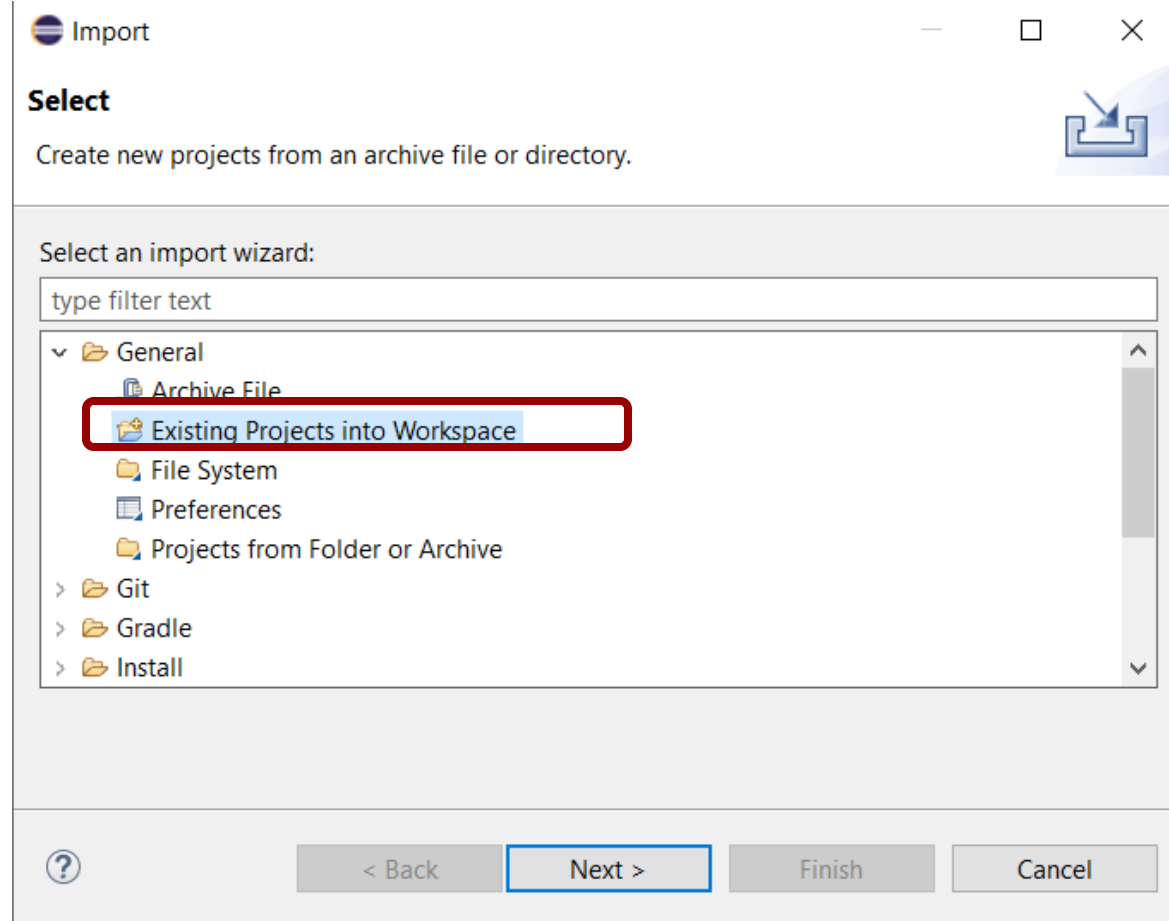 Import
Select
Create new projects from an archive file or directory.
Select an import wizard:
type filter text
General
Archive File
Existing Projects into Workspace
File System
Preferences
Projects from Folder or Archive
Git
Gradle
Install
?
< Back
Next >
Finish
Cancel